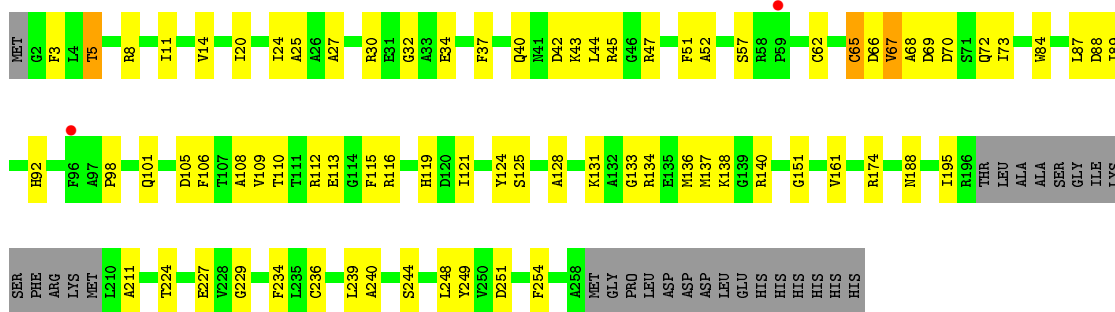 MET G2 F3 L4 T5 R8 I11 V14 I20 I24 A25 A26 A27 R30 E31 G32 A33 E34 F37 Q40 N41 D42 K43 L44 R45 G46 R47 F51 A52 S57 R58 P59 C62 C65 D66 V67 A68 D69 D70 S71 Q72 I73 W84 L87 D88
H92 F96 A97 P98 Q101 D105 F106 T107 A108 V109 T110 T111 R112 E113 G114 F115 R116 H119 D120 I121 Y124 S125 A128 K131 A132 G133 R134 E135 M136 M137 K138 G139 R140 G151 V161 R174 N188 I195 R196 THR LEU ALA ALA SER GLY ILE LYS
SER PHE ARG LYS MET L210 A211 T224 E227 V228 G229 F234 L235 C236 L239 A240 S244 L248 Y249 V250 D251 F254 A258 MET GLY PRO LEU ASP ASP ASP LEU GLU HIS HIS HIS HIS HIS HIS